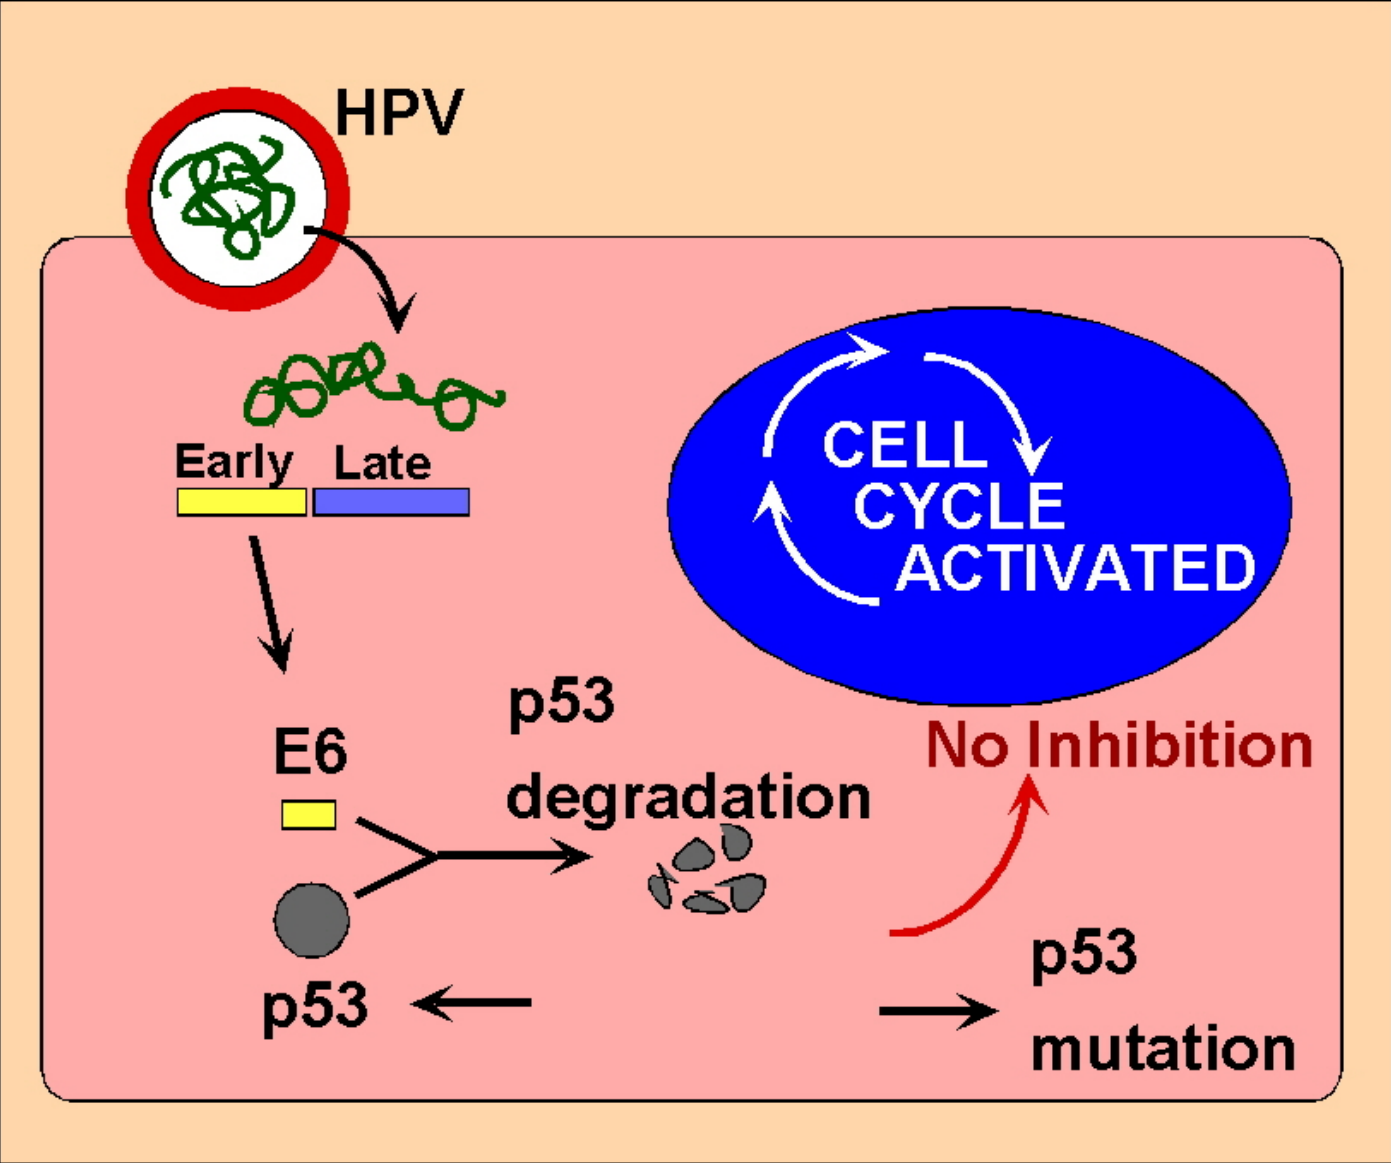 HPV
Early Late
CELL
CYCLE
ACTIVATED
E6
p53
degradation
No Inhibition
p53
p53
mutation